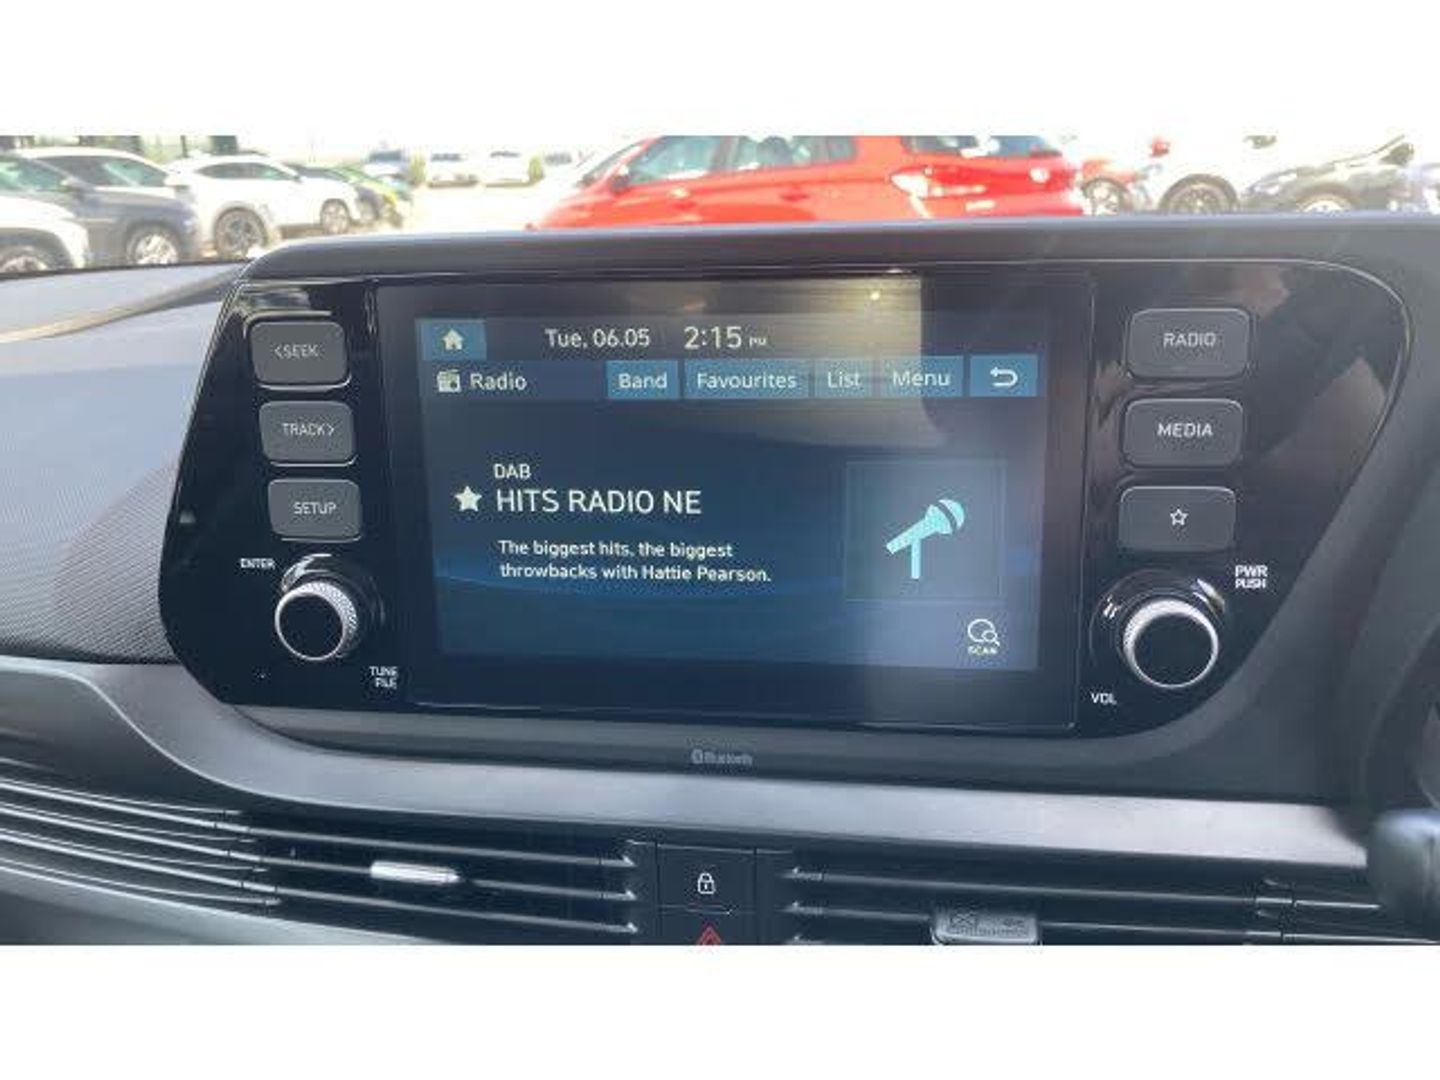 <SEEK
TRACK>
SETUP
ENTER
TUNE
FILE
Tue, 06.05 2:15 PM
Radio Band Favourites List Menu
DAB
HITS RADIO NE
The biggest hits, the biggest
throwbacks with Hattie Pearson.
SCAN
RADIO
MEDIA
PWR
PUSH
VOL
Bluetooth